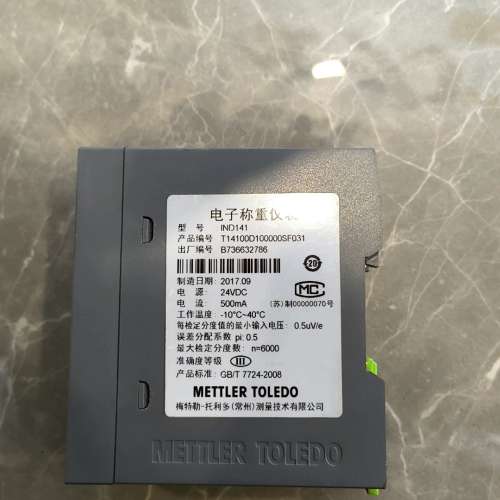 电子称重仪表
型 号 IND141
产品编号 T14100D100000SF031
出厂编号 B736632786
制造日期 2017.09
电 源: 24VDC
20
MC
电 流: 500mA (苏)制00000070号
工作温度: -10°C~40°C
每检定分度值的最小输入电压: 0.5uV/e
误差分配系数 pi:0.5
最大检定分度数: n=6000
准确度等级 III
产品标准: GB/T 7724-2008
METTLER TOLEDO
梅特勒-托利多(常州)测量技术有限公司
METTLER TOLEDO